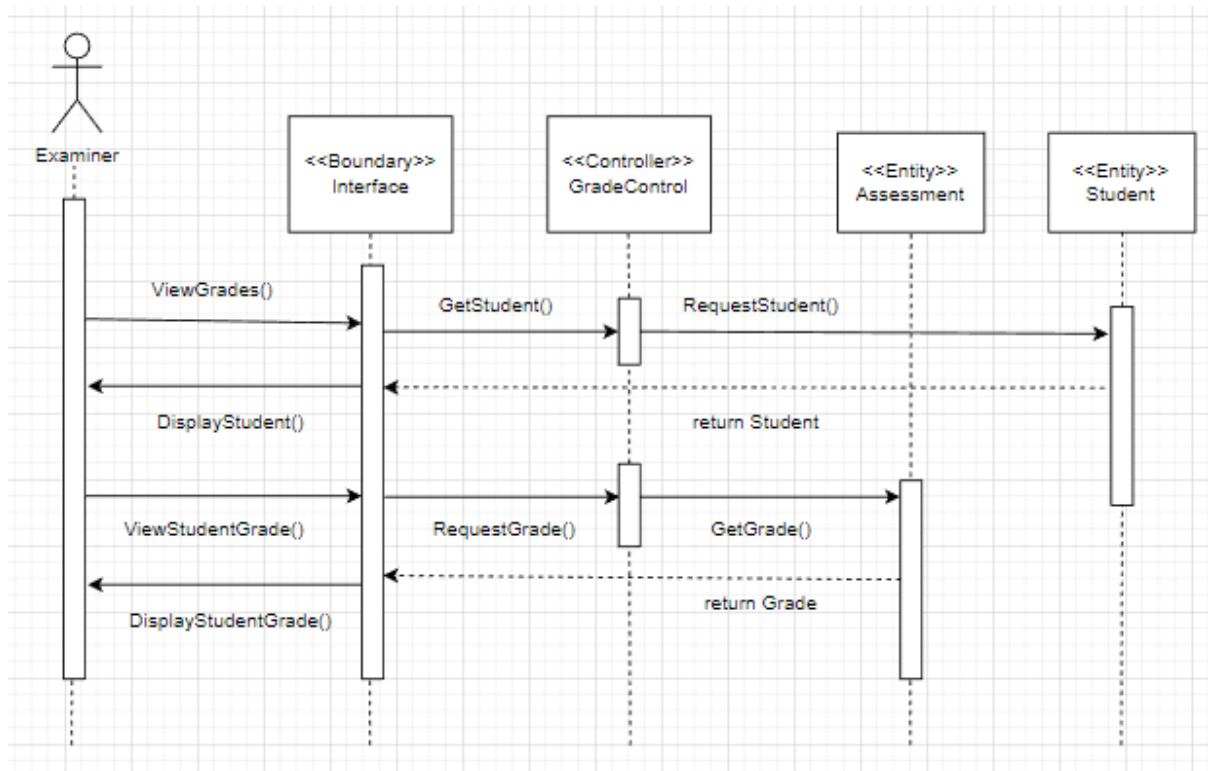 Examiner
<<Boundary>>
Interface
<<Controller>>
GradeControl
<<Entity>>
Assessment
<<Entity>>
Student
ViewGrades()
GetStudent()
RequestStudent()
DisplayStudent()
return Student
ViewStudentGrade()
RequestGrade()
GetGrade()
return Grade
DisplayStudentGrade()